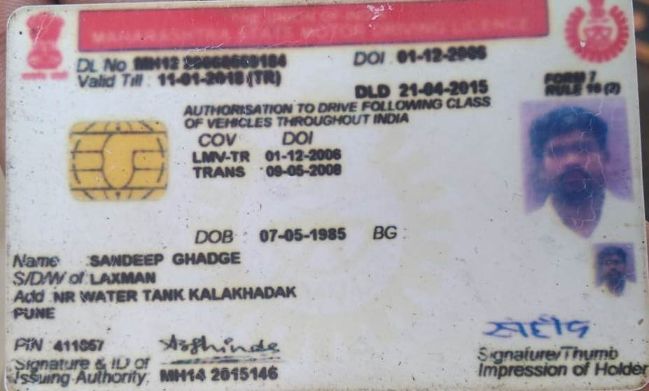 THE UNION OF INDIA
MAHARASHTRA STATE MOTOR DRIVING LICENCE
DL No MH12 DOI 01-12-2006
Valid Till 11-01-2018 (TR) DLD 21-04-2015
FORM 7
RULE 16 (2)
AUTHORISATION TO DRIVE FOLLOWING CLASS
OF VEHICLES THROUGHOUT INDIA
COV DOI
LMV-TR 01-12-2006
TRANS 09-05-2008
DOB 07-05-1985 BG
Name SANDEEP GHADGE
S/D/W of LAXMAN
Add NR WATER TANK KALAKHADAK
PUNE
PIN
Signature & ID of
Issuing Authority: MH14 2015146
Signature/Thumb
Impression of Holder